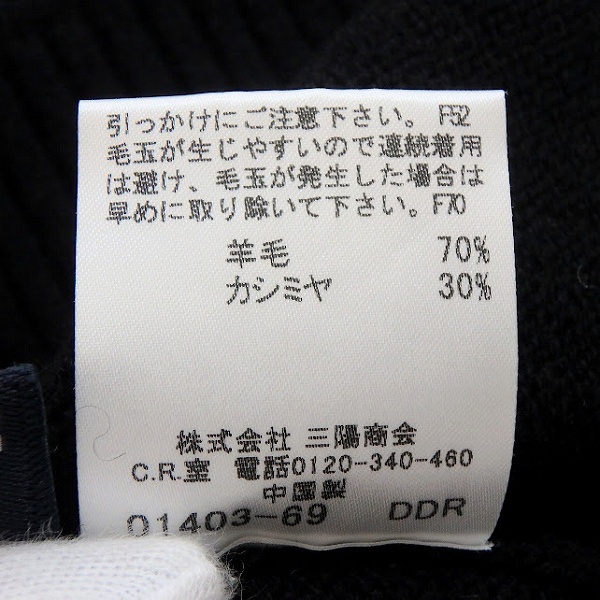 引っかけにご注意下さい。 F52
毛玉が生じやすいので連続着用
は避け、毛玉が発生した場合は
早めに取り除いて下さい。F70
羊毛 70%
カシミヤ 30%
株式会社 三陽商会
C.R.室 電話0120-340-460
中国製
01403-69 DDR